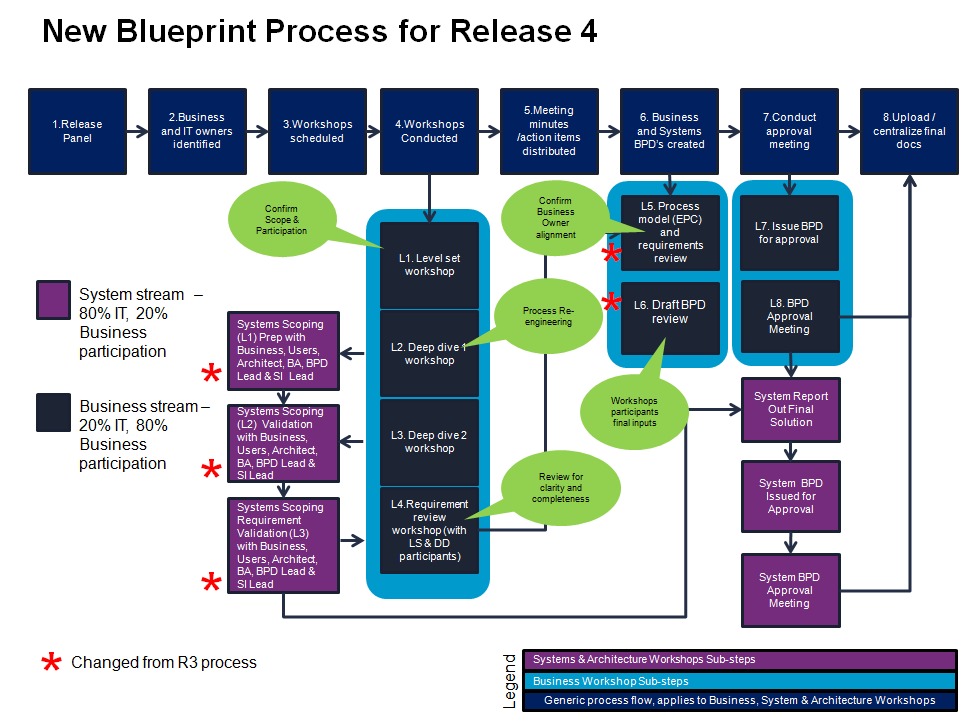 New Blueprint Process for Release 4
1.Release
Panel
2.Business
and IT owners
identified
3.Workshops
scheduled
4.Workshops
Conducted
5.Meeting
minutes
/action items
distributed
6. Business
and Systems
BPD's created
7.Conduct
approval
meeting
8.Upload /
centralize final
docs
Confirm
Scope &
Participation
L1. Level set
workshop
Confirm
Business
Owner
alignment
L5. Process
model (EPC)
and
requirements
review
*
L7. Issue BPD
for approval
System stream –
80% IT, 20%
Business
participation
Business stream –
20% IT, 80%
Business
participation
Systems Scoping
(L1) Prep with
Business, Users,
Architect, BA, BPD
Lead & SI Lead
*
L2. Deep dive 1
workshop
Process Re-
engineering
*
L6. Draft BPD
review
L8. BPD
Approval
Meeting
Systems Scoping
(L2) Validation
with Business,
Users, Architect,
BA, BPD Lead &
SI Lead
*
L3. Deep dive 2
workshop
Workshops
participants
final inputs
System Report
Out Final
Solution
Systems Scoping
Requirement
Validation (L3)
with Business,
Users, Architect,
BA, BPD Lead &
SI Lead
*
L4.Requirement
review
workshop (with
LS & DD
participants)
Review for
clarity and
completeness
System BPD
Issued for
Approval
System BPD
Approval
Meeting
* Changed from R3 process
Legend
Systems & Architecture Workshops Sub-steps
Business Workshop Sub-steps
Generic process flow, applies to Business, System & Architecture Workshops